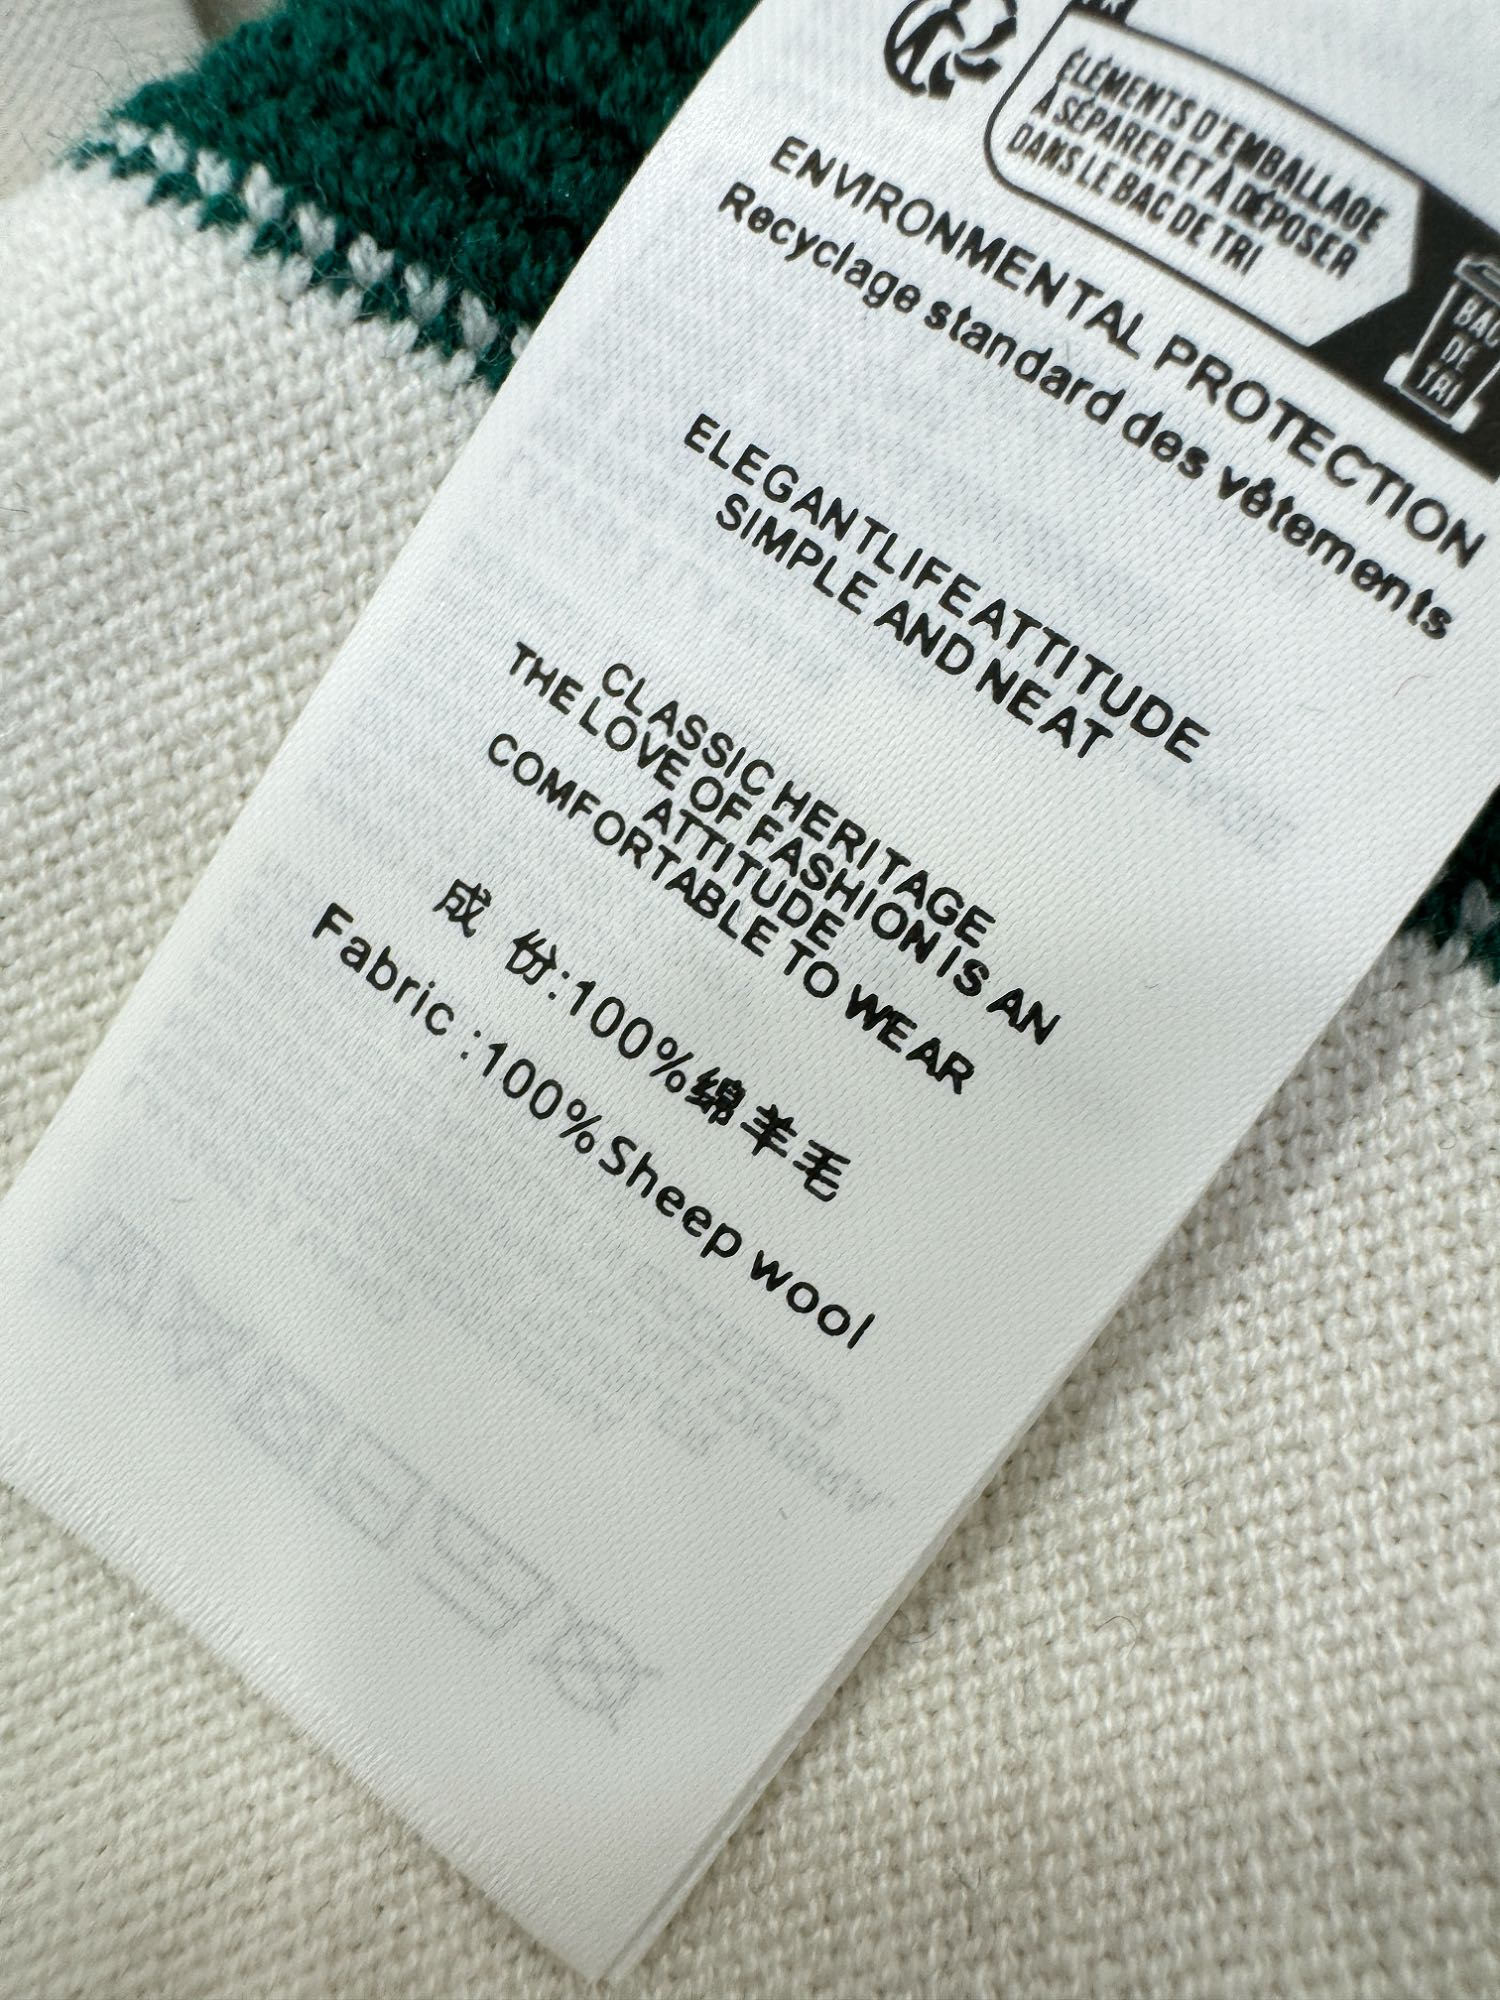 ÉLÉMENTS D'EMBALLAGE
À SÉPARER ET À DÉPOSER
DANS LE BAC DE TRI
BAC
DE
TRI
ENVIRONMENTAL PROTECTION
Recyclage standard des vêtements
ELEGANTLIFEATTITUDE
SIMPLE AND NEAT
CLASSIC HERITAGE
THE LOVE OF FASHION IS AN
ATTITUDE
COMFORTABLE TO WEAR
成 份:100%绵羊毛
Fabric :100%Sheep wool